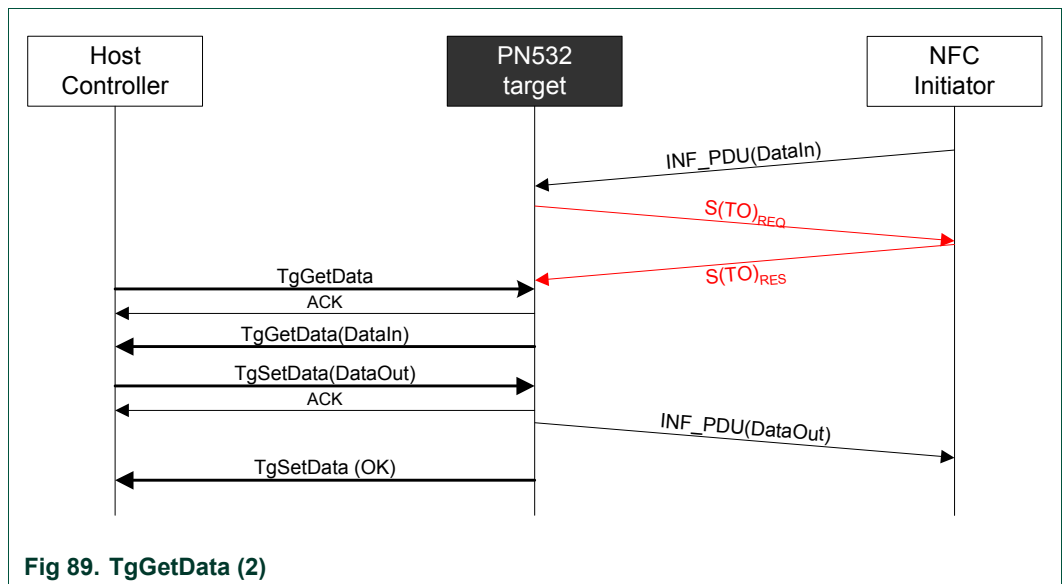 Host
Controller
PN532
target
NFC
Initiator
INF_PDU(DataIn)
S(TO)REQ
S(TO)RES
TgGetData
ACK
TgGetData(DataIn)
TgSetData(DataOut)
ACK
INF_PDU(DataOut)
TgSetData (OK)
Fig 89. TgGetData (2)